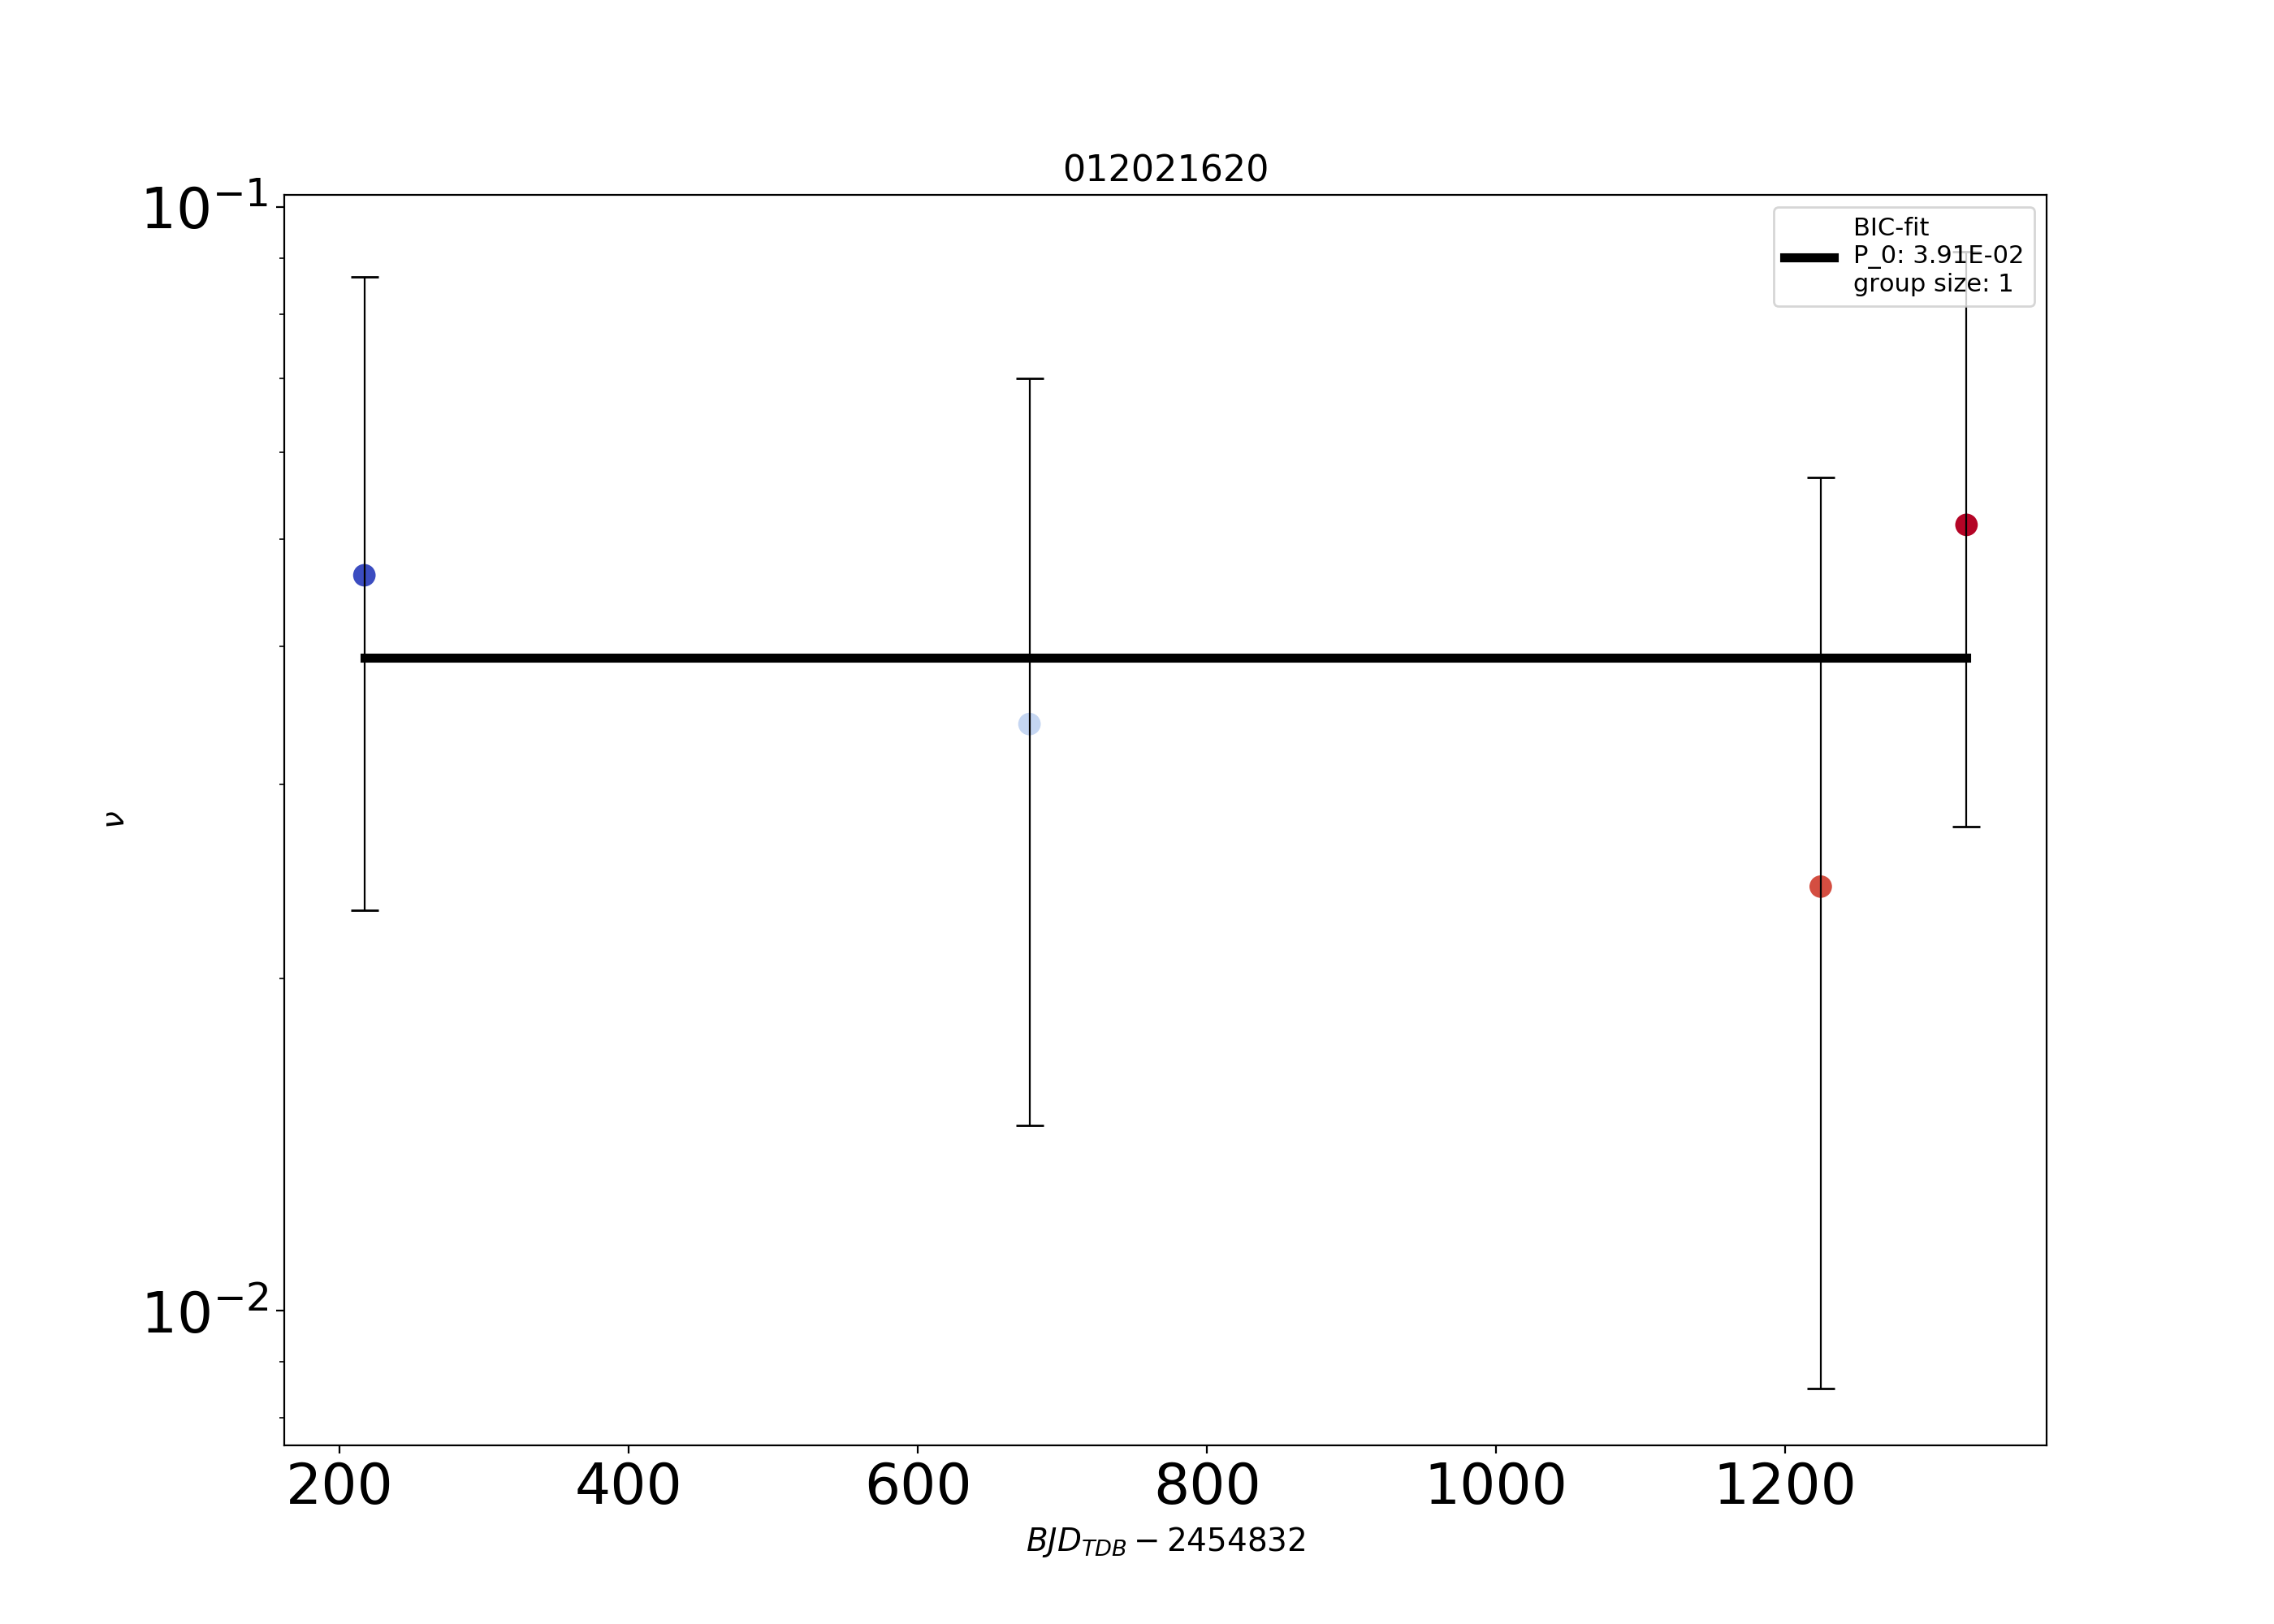 012021620
10⁻¹
BIC-fit
P_0: 3.91E-02
group size: 1
ν
10⁻²
200 400 600 800 1000 1200
BJD_TDB − 2454832